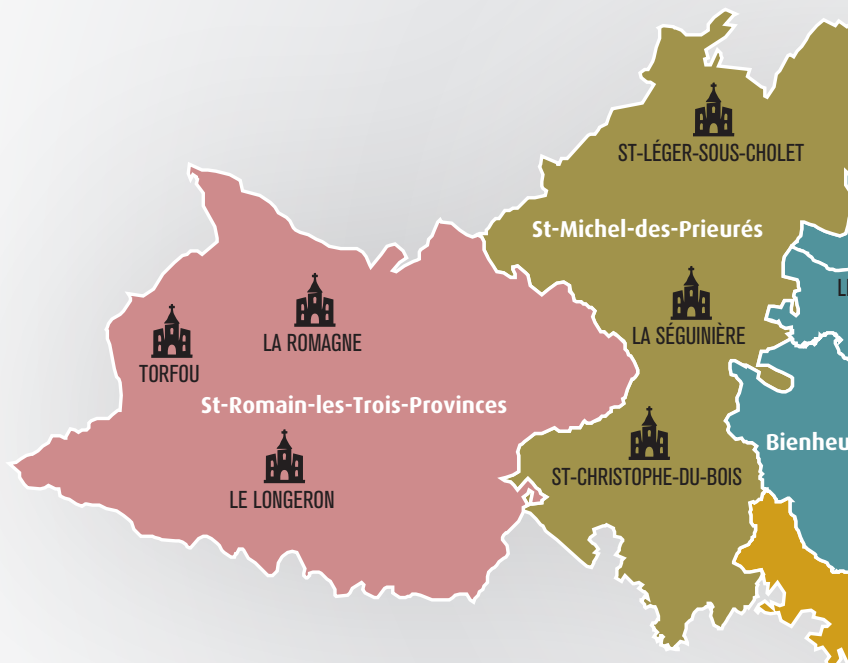 ST-LÉGER-SOUS-CHOLET
St-Michel-des-Prieurés
LA SÉGUINIÈRE
LA ROMAGNE
TORFOU
St-Romain-les-Trois-Provinces
LE LONGERON
ST-CHRISTOPHE-DU-BOIS